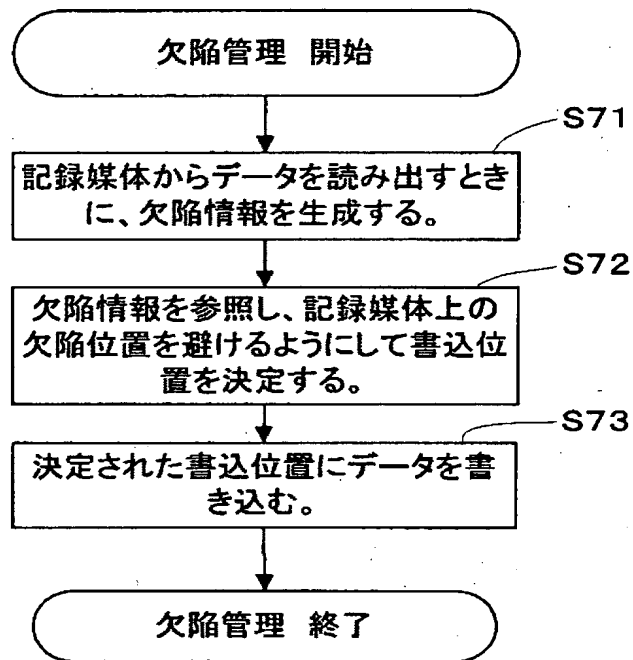 欠陥管理 開始
S71
記録媒体からデータを読み出すとき
に、欠陥情報を生成する。
S72
欠陥情報を参照し、記録媒体上の
欠陥位置を避けるようにして書込位
置を決定する。
S73
決定された書込位置にデータを書
き込む。
欠陥管理 終了